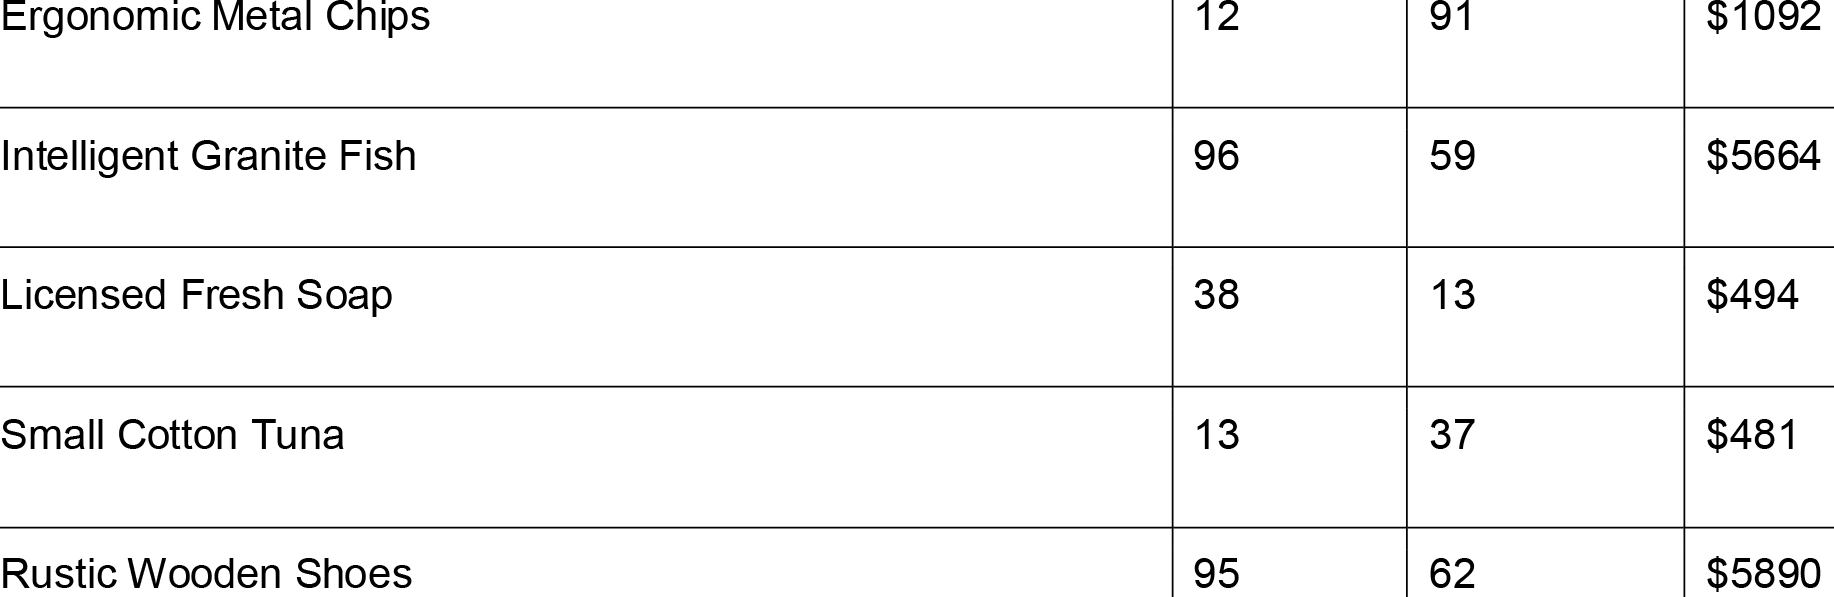 Ergonomic Metal Chips 12 91 $1092
Intelligent Granite Fish 96 59 $5664
Licensed Fresh Soap 38 13 $494
Small Cotton Tuna 13 37 $481
Rustic Wooden Shoes 95 62 $5890